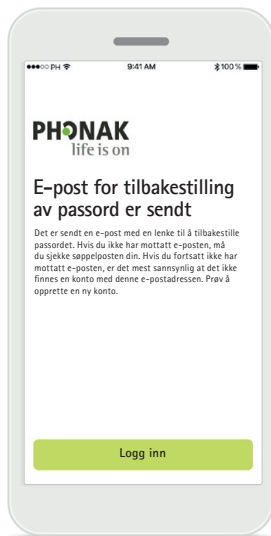 ●●●○○ PH 9:41 AM 100 %
PHONAK
life is on
E-post for tilbakestilling
av passord er sendt
Det er sendt en e-post med en lenke til å tilbakestille
passordet. Hvis du ikke har mottatt e-posten, må
du sjekke søppelposten din. Hvis du fortsatt ikke har
mottatt e-posten, er det mest sannsynlig at det ikke
finnes en konto med denne e-postadressen. Prøv å
opprette en ny konto.
Logg inn